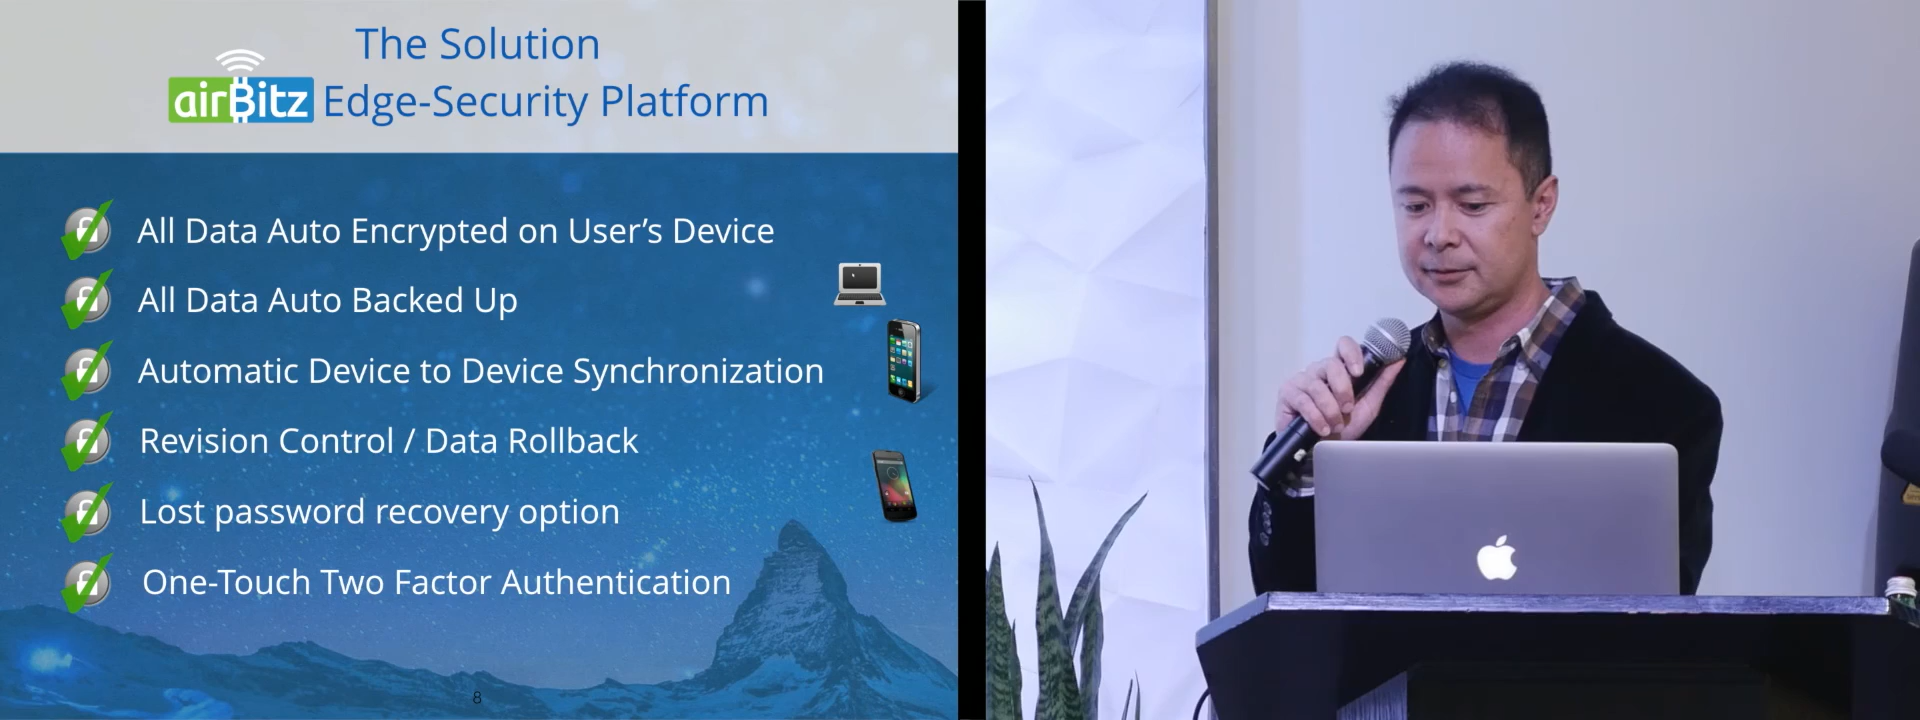 The Solution
airBitz Edge-Security Platform
All Data Auto Encrypted on User's Device
All Data Auto Backed Up
Automatic Device to Device Synchronization
Revision Control / Data Rollback
Lost password recovery option
One-Touch Two Factor Authentication
8